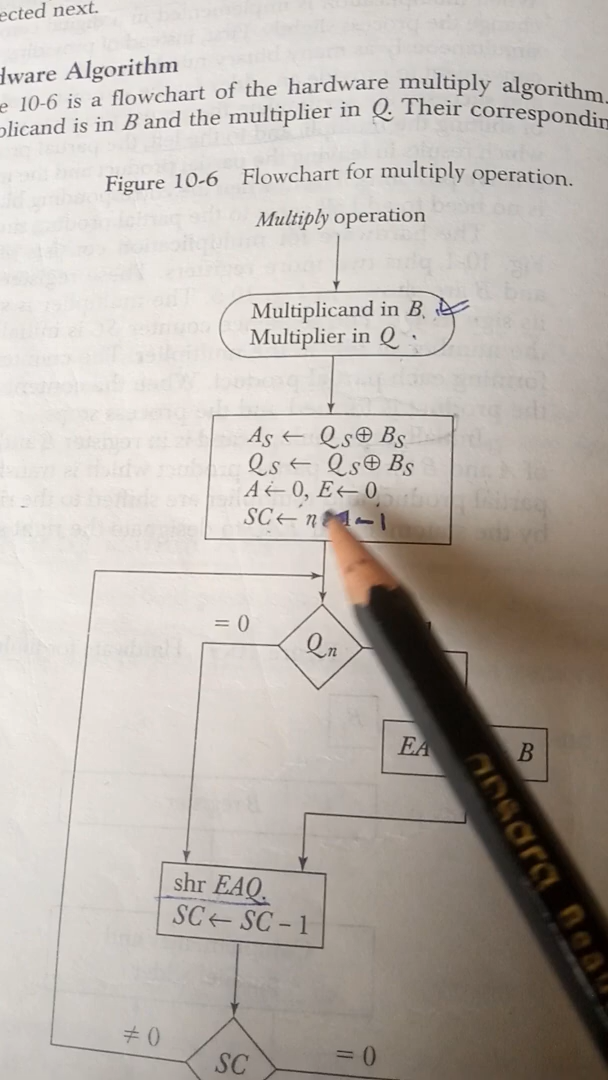 ected next.
dware Algorithm
e 10-6 is a flowchart of the hardware multiply algorithm.
plicand is in B and the multiplier in Q. Their correspondin
Figure 10-6 Flowchart for multiply operation.
Multiply operation
Multiplicand in B.
Multiplier in Q
As ← Qs ⊕ Bs
Qs ← Qs ⊕ Bs
A ← 0, E ← 0
SC ← n - 1
= 0
Qn
EA
B
shr EAQ.
SC ← SC - 1
≠ 0
= 0
SC
ansara